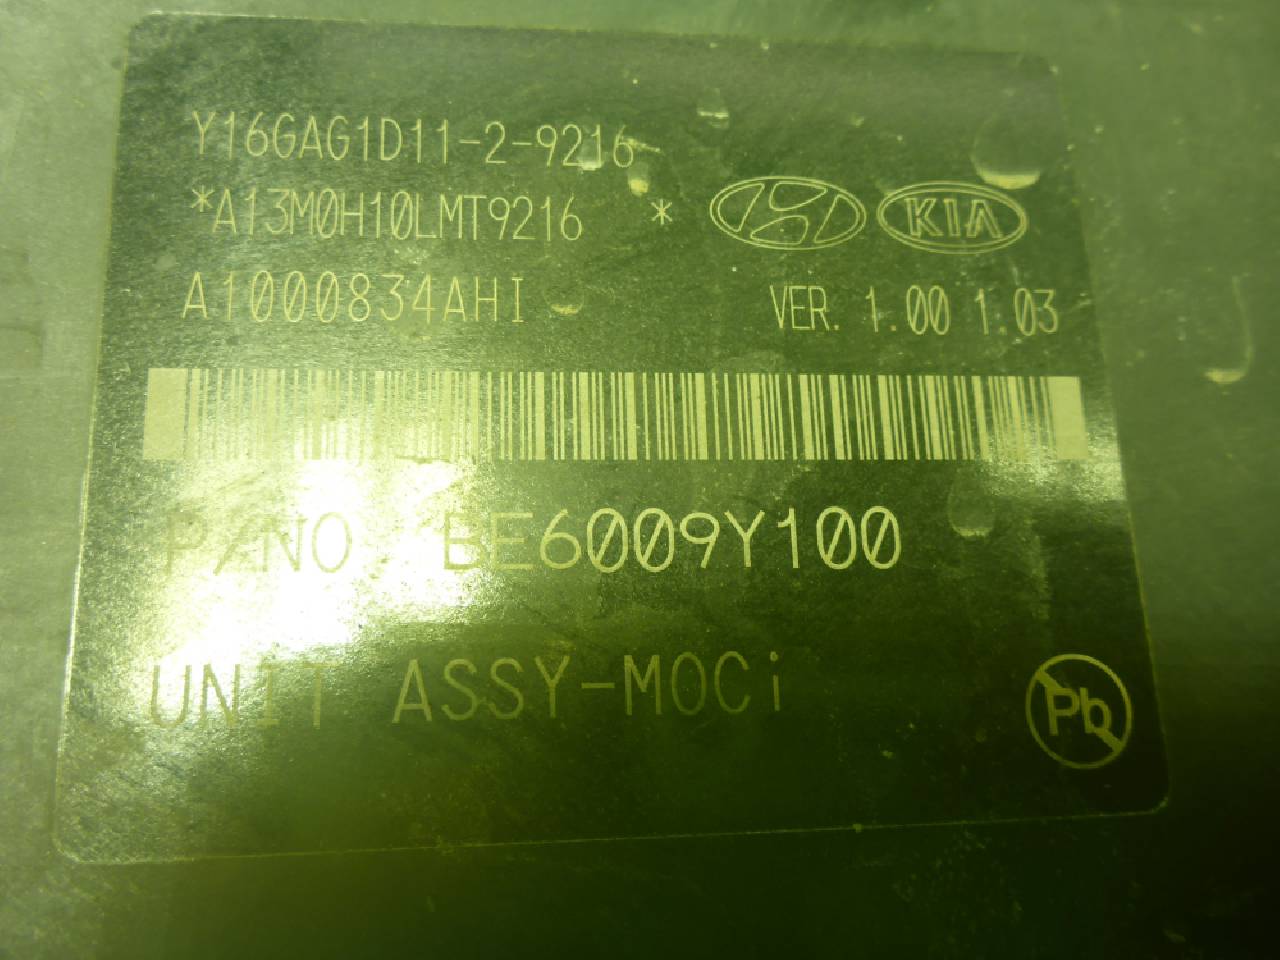 Y16GAG1D11-2-9216
*A13M0H10LMT9216 *
KIA
A1000834AHI VER. 1.00 1.03
P/NO BE6009Y100
UNIT ASSY-MOCi
Pb